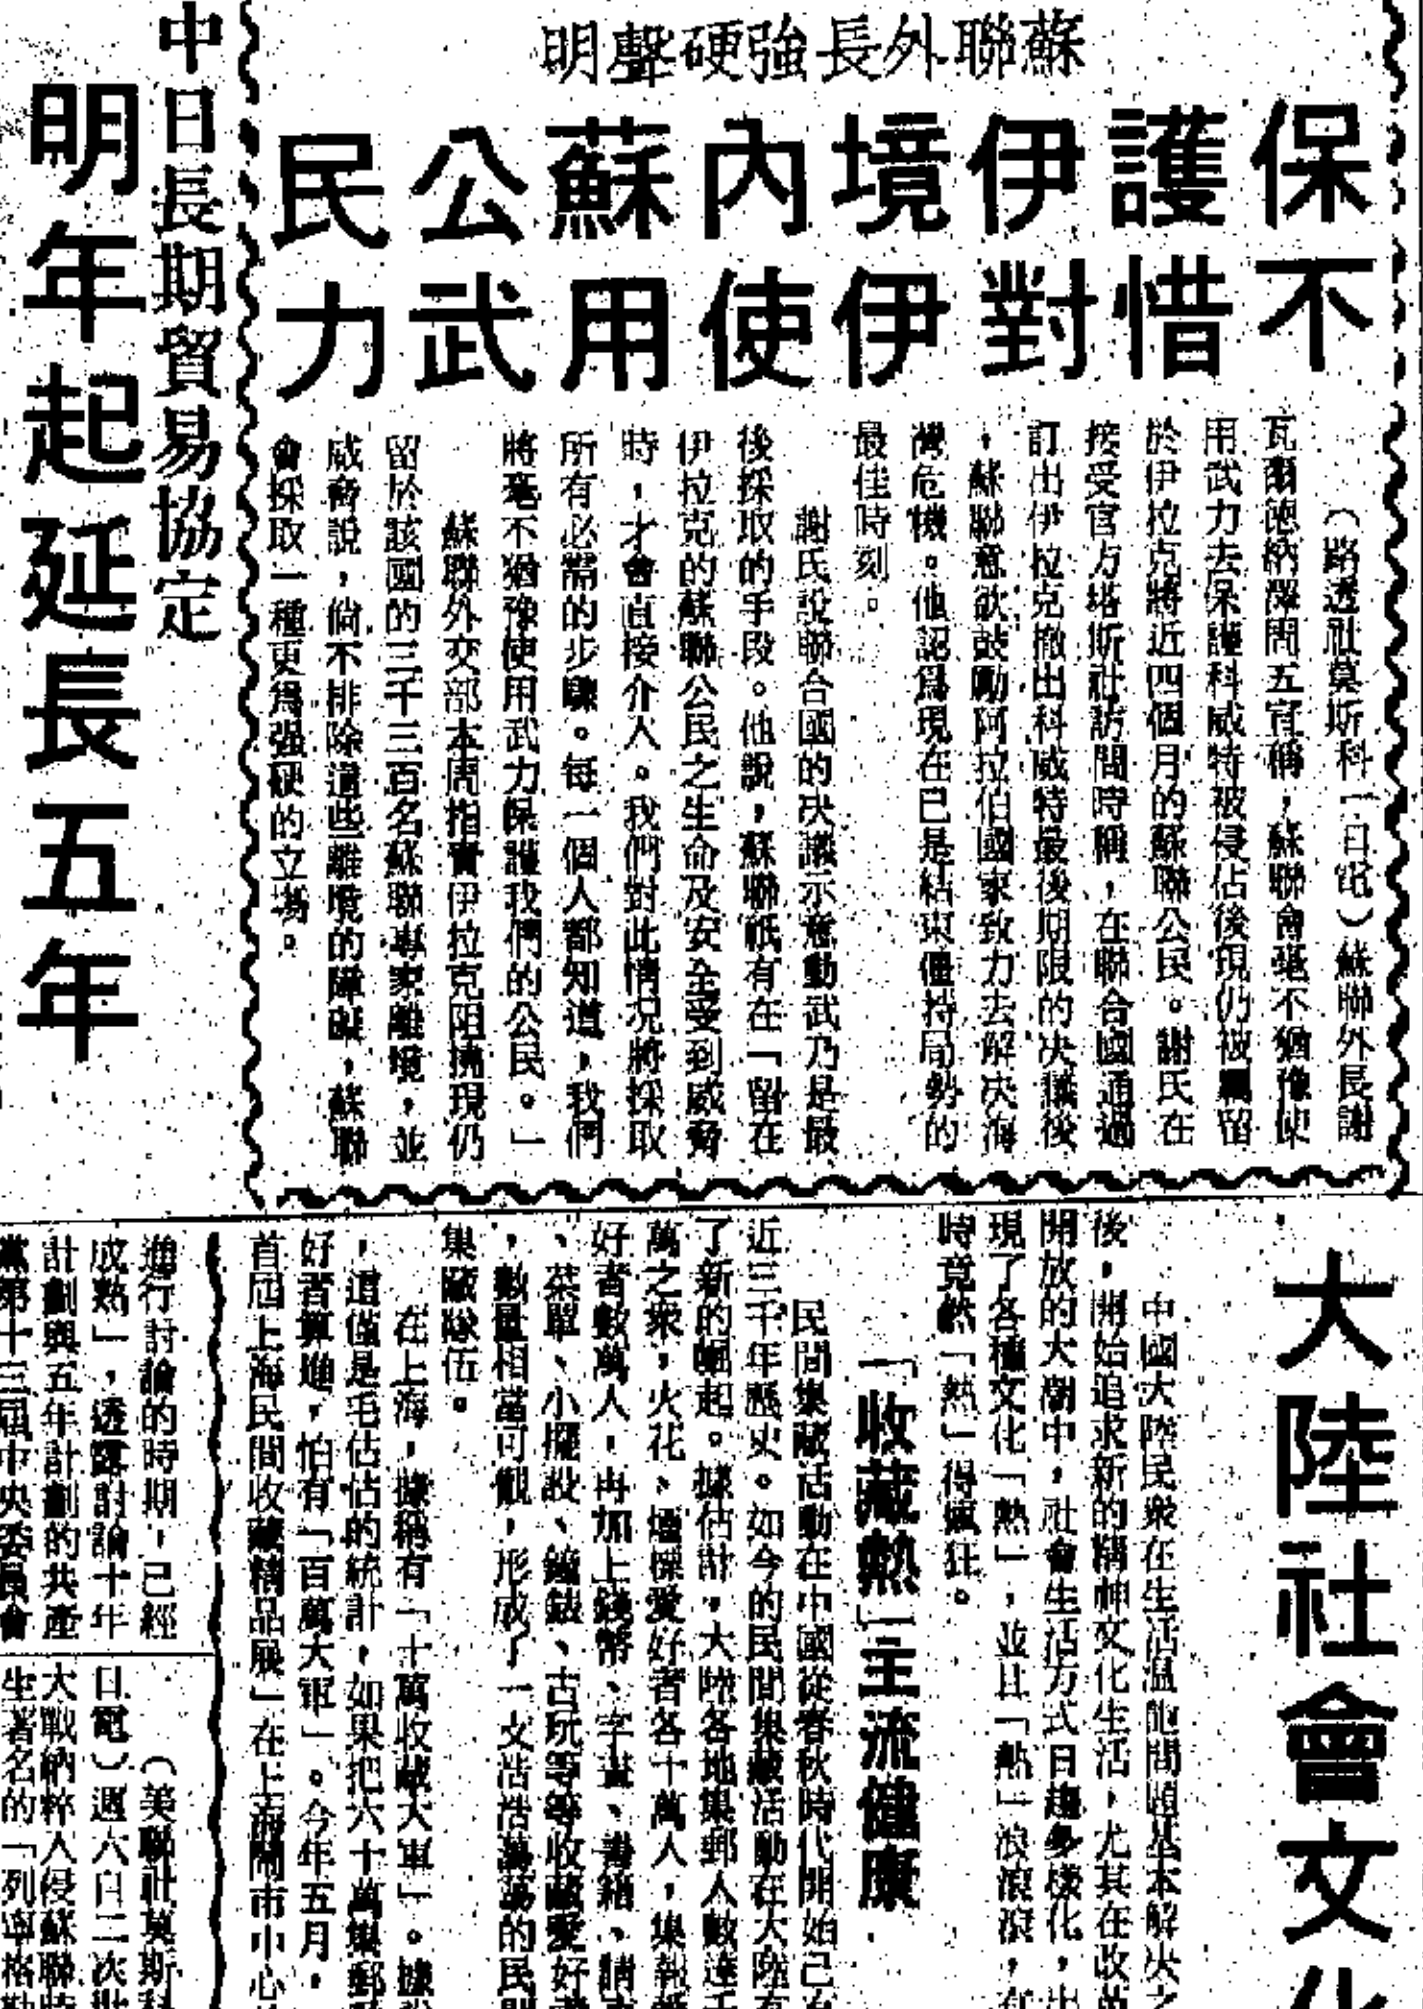 蘇聯外長強硬聲明
保護伊境內蘇公民
不惜對伊使用武力
（路透社莫斯科一日電）蘇聯外長謝
瓦爾德納澤周五宣稱，蘇聯會毫不猶豫使
用武力去保護科威特被侵佔後現仍被羈留
於伊拉克將近四個月的蘇聯公民。謝氏在
接受官方塔斯社訪問時稱，在聯合國通過
訂出伊拉克撤出科威特最後期限的決議後
，蘇聯意欲鼓勵阿拉伯國家致力去解決海
灣危機。他認爲現在已是結束僵持局勢的
最佳時刻。
謝氏說聯合國的決議示意動武乃是最
後採取的手段。他說，蘇聯祇有在「留在
伊拉克的蘇聯公民之生命及安全受到威脅
時，才會直接介入。我們對此情況將採取
所有必需的步驟。每一個人都知道，我們
將毫不猶豫使用武力保護我們的公民。」
蘇聯外交部本周指責伊拉克阻撓現仍
留於該國的三千三百名蘇聯專家離境，並
威脅說，倘不排除這些離境的障礙，蘇聯
會採取一種更爲强硬的立場。
中日長期貿易協定
明年起延長五年
大陸社會文化
中國大陸民衆在生活溫飽問題基本解決之
後，開始追求新的精神文化生活，尤其在改
開放的大潮中，社會生活方式日趨多樣化，出
現了各種文化「熱」，並且「熱」浪滾滾，有
時竟然「熱」得瘋狂。
「收藏熱」主流健康
民間集藏活動在中國從春秋時代開始已有
近三千年歷史。如今的民間集藏活動在大陸有
了新的崛起。據估計，大陸各地集郵人數達千
萬之衆，火花、煙標愛好者各十萬人，集報
好者數萬人，再加上錢幣、字畫、書籍、請
、菜單、小擺設、鐘錶、古玩等等收藏愛好
，數量相當可觀，形成了一支浩浩蕩蕩的民間
集藏隊伍。
在上海，據稱有「十萬收藏大軍」。據
，這僅是毛估估的統計，如果把六十萬集郵
好者算進，怕有「百萬大軍」。今年五月，
首屆上海民間收藏精品展」在上海鬧市中心
進行討論的時期，已經
成熟」，透露討論十年
計劃與五年計劃的共產
黨第十三屆中央委員會
（美聯社莫斯科
日電）週六自二次
大戰納粹入侵蘇聯
生著名的「列寧格勒